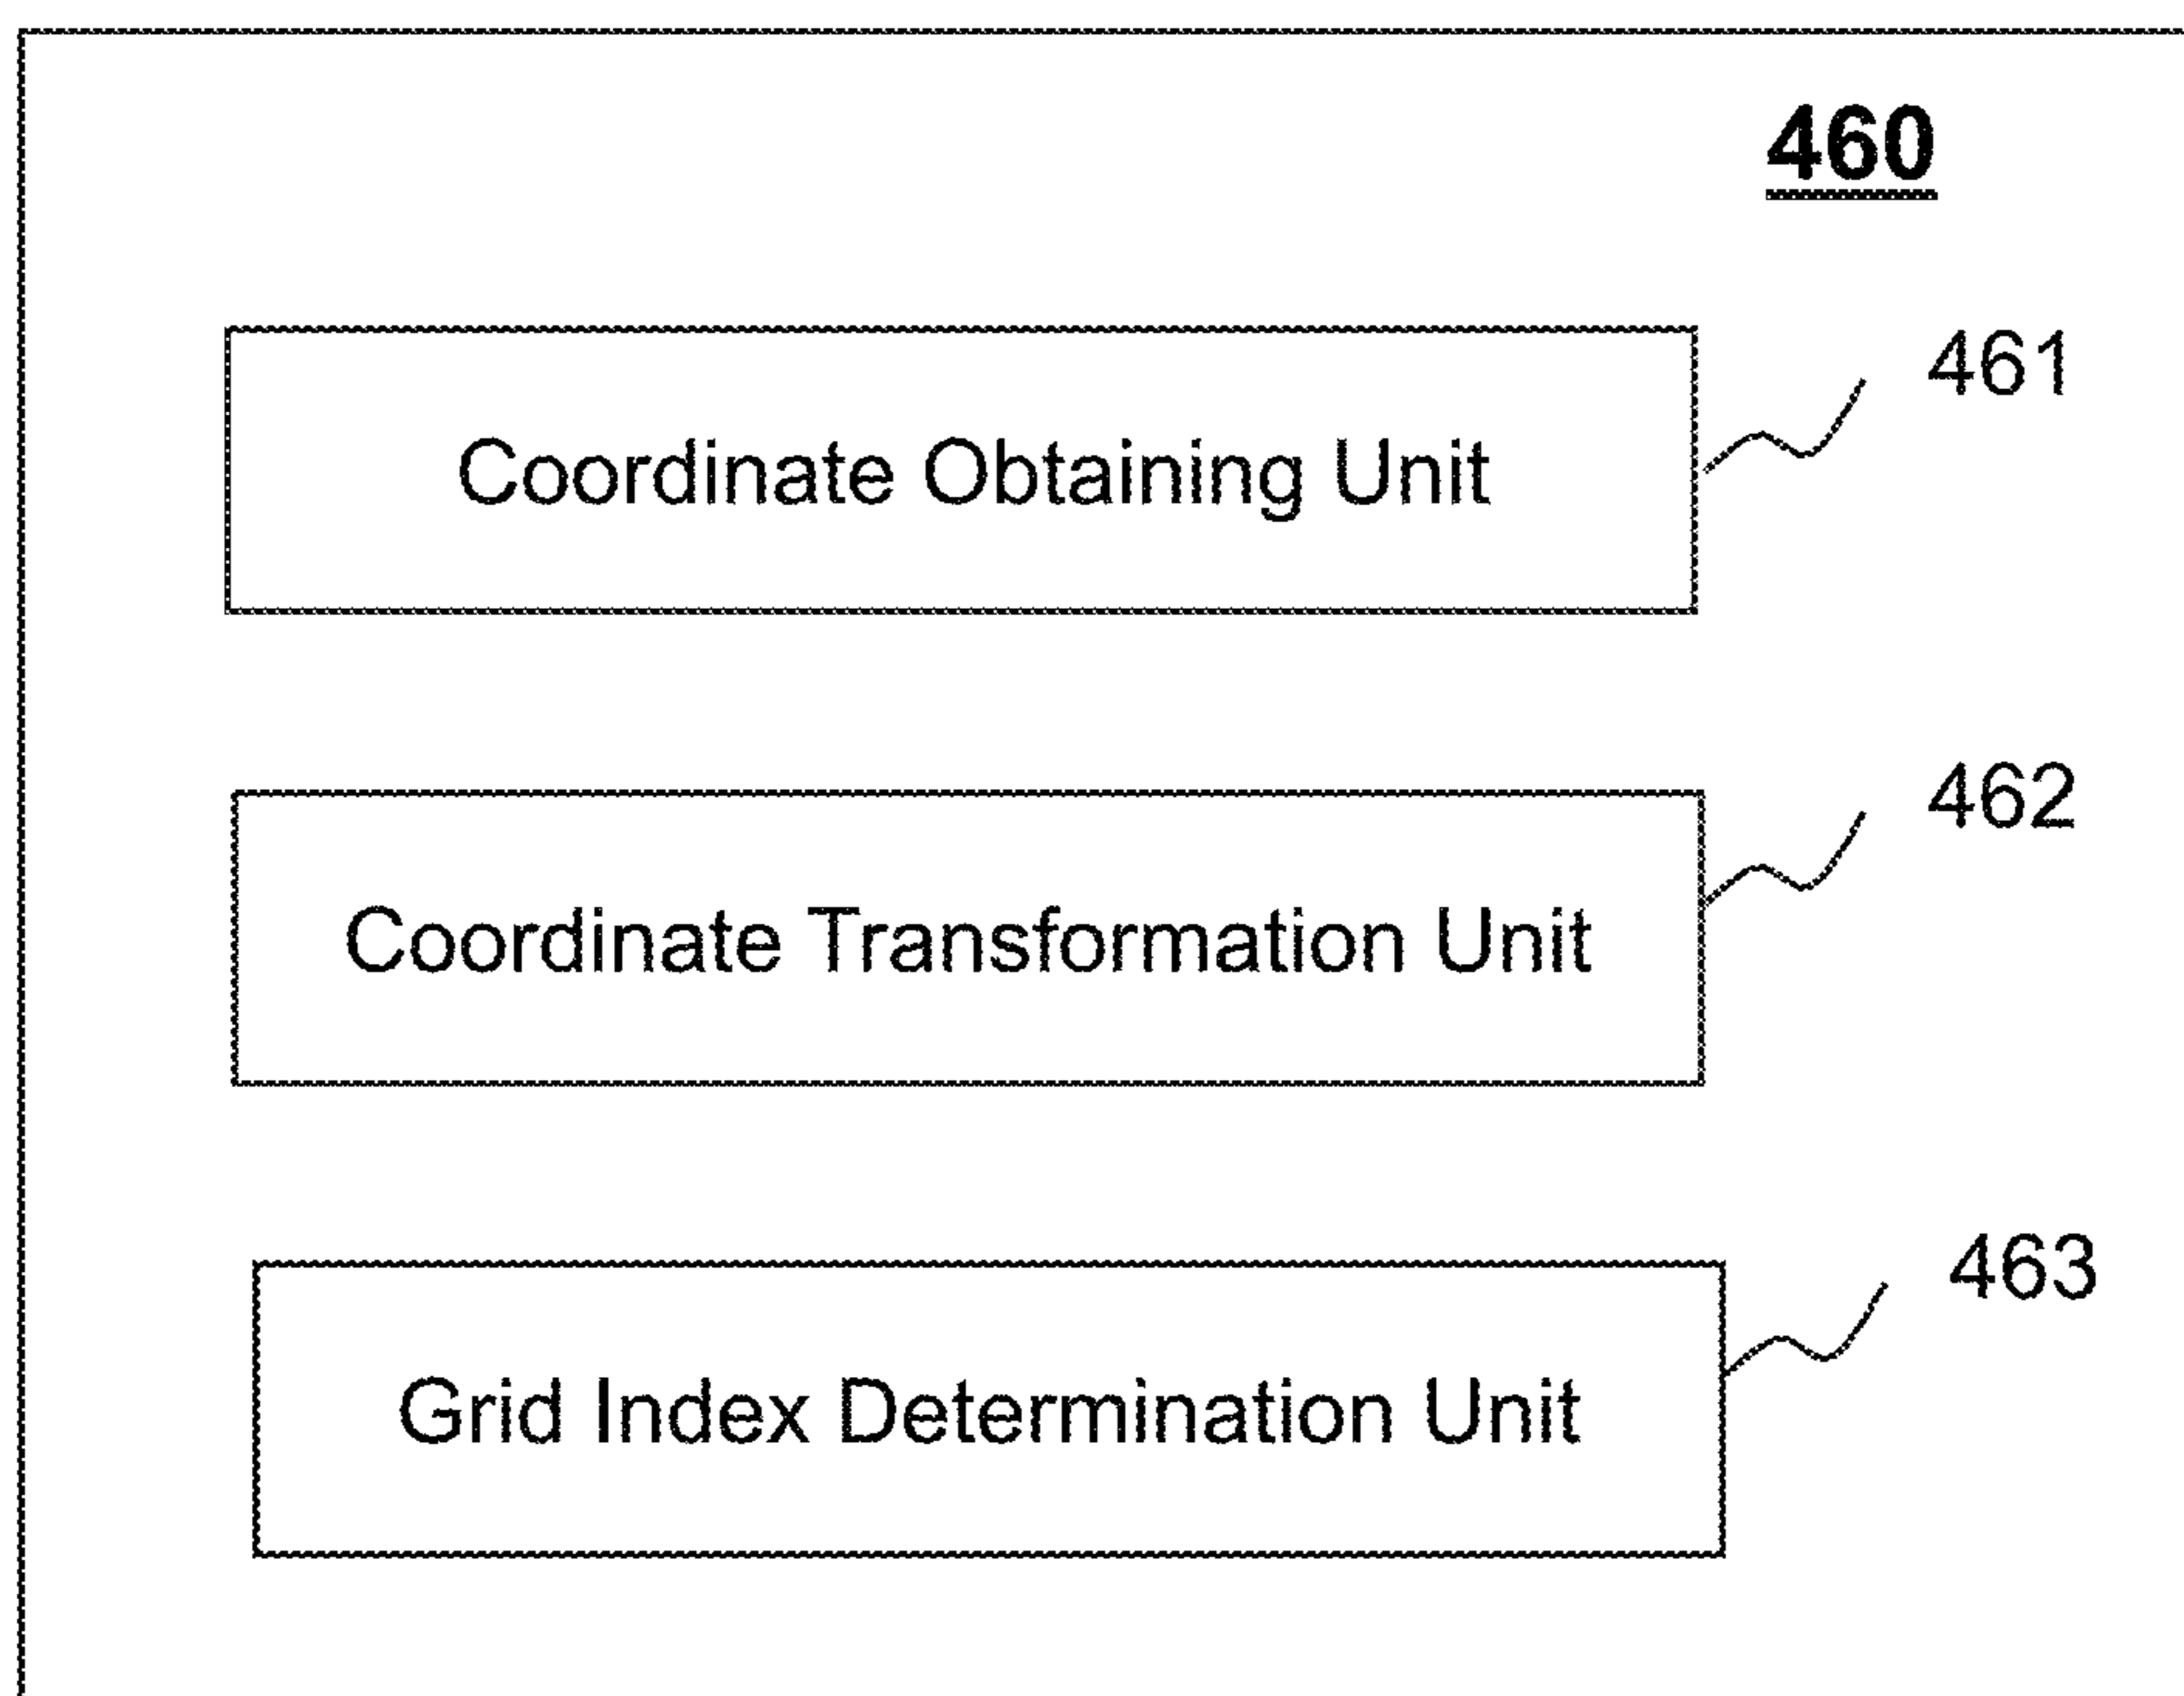 460
461
Coordinate Obtaining Unit
462
Coordinate Transformation Unit
463
Grid Index Determination Unit